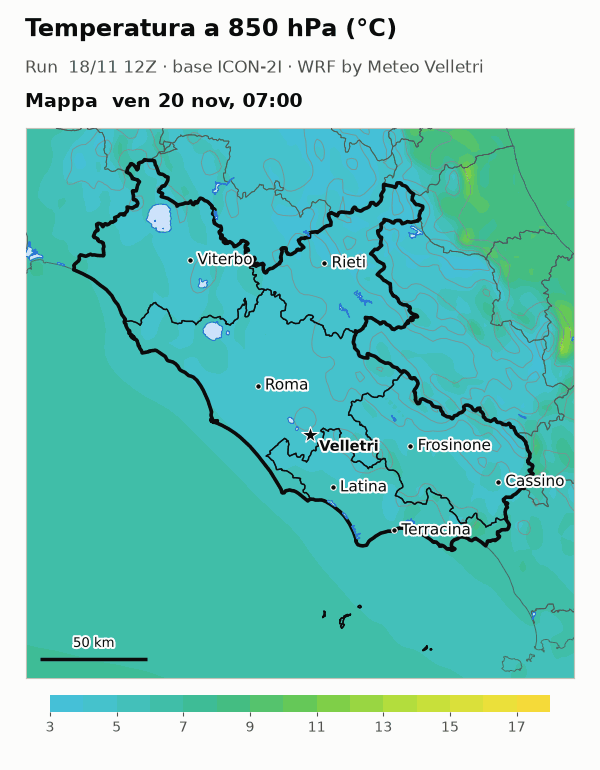 Temperatura a 850 hPa (°C)
Run  18/11 12Z · base ICON-2I · WRF by Meteo Velletri
Mappa  ven 20 nov, 07:00
Viterbo
Rieti
Roma
Velletri
Frosinone
Latina
Cassino
Terracina
50 km
3 5 7 9 11 13 15 17